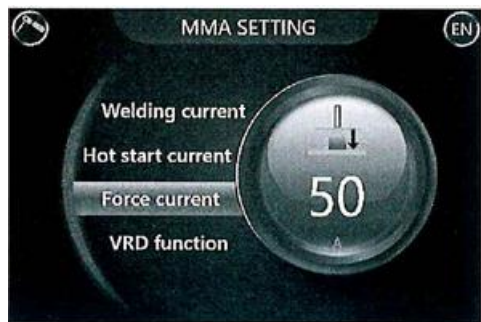 MMA SETTING
EN
Welding current
Hot start current
Force current
50
A
VRD function